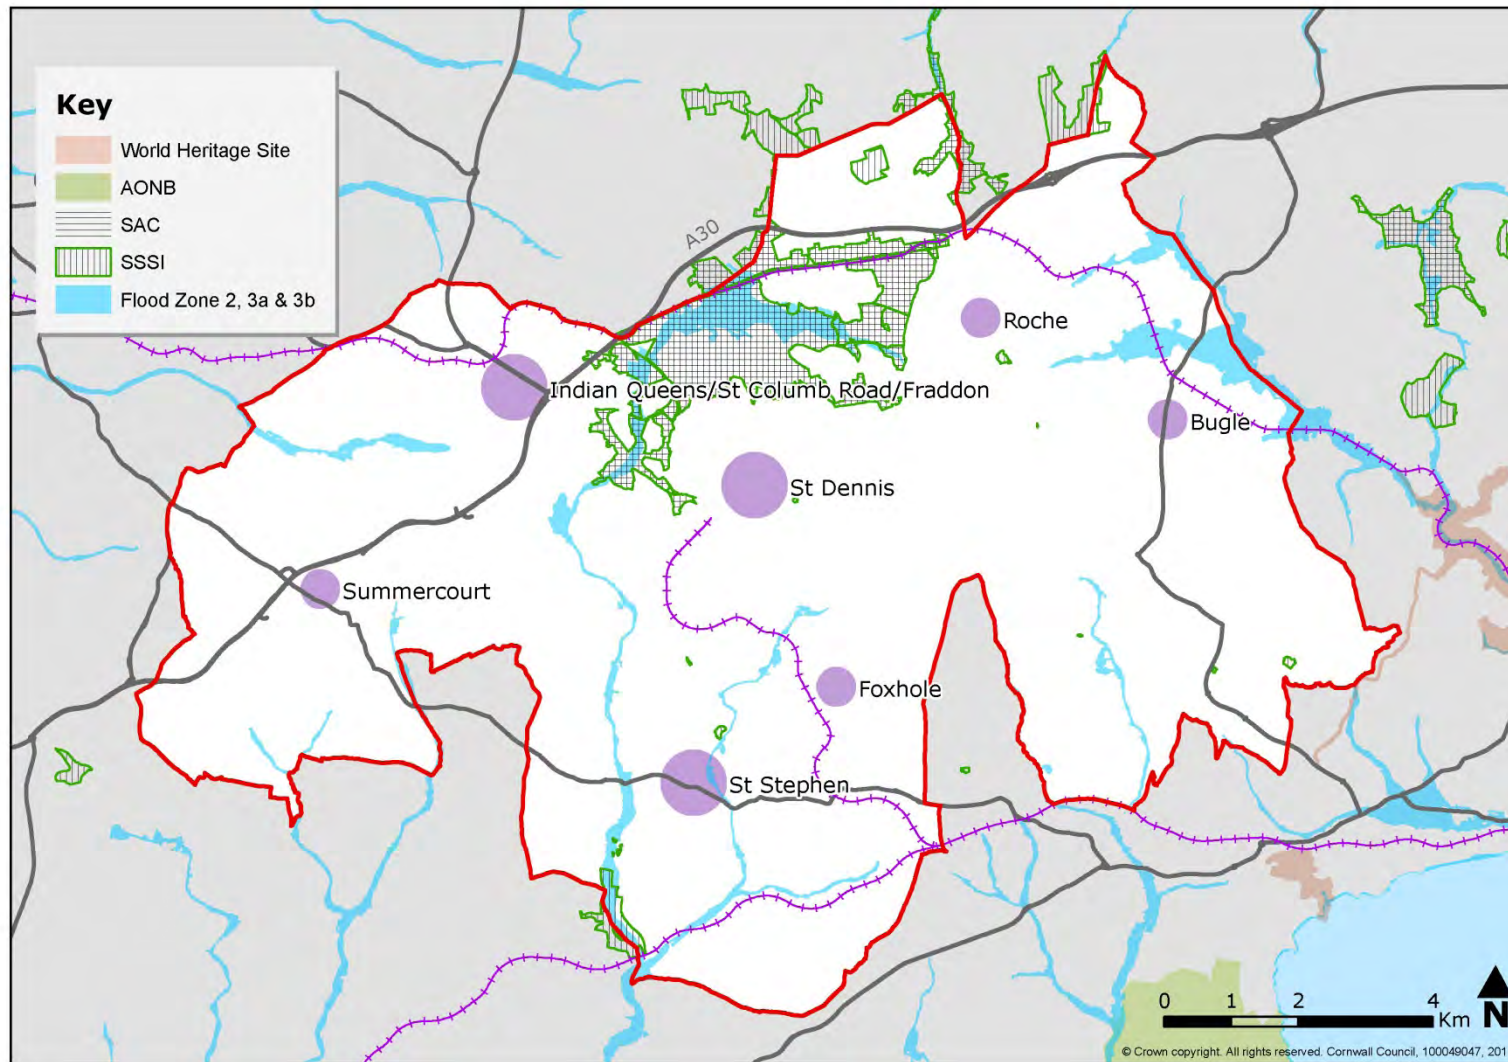 Key
World Heritage Site
AONB
SAC
SSSI
Flood Zone 2, 3a & 3b
A30
Roche
Indian Queens/St Columb Road/Fraddon
Bugle
St Dennis
Summercourt
Foxhole
St Stephen
0 1 2 4
Km
N
© Crown copyright. All rights reserved. Cornwall Council, 100049047, 201